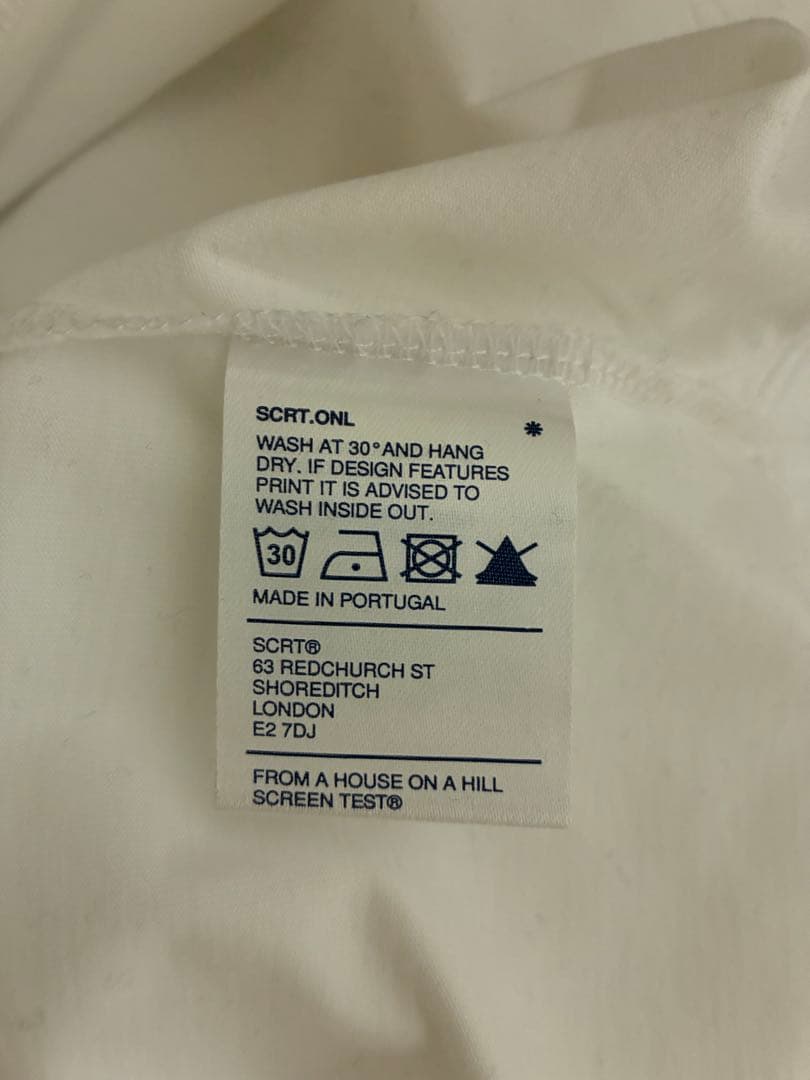 SCRT.ONL
*
WASH AT 30° AND HANG
DRY. IF DESIGN FEATURES
PRINT IT IS ADVISED TO
WASH INSIDE OUT.
30
MADE IN PORTUGAL
SCRT®
63 REDCHURCH ST
SHOREDITCH
LONDON
E2 7DJ
FROM A HOUSE ON A HILL
SCREEN TEST®